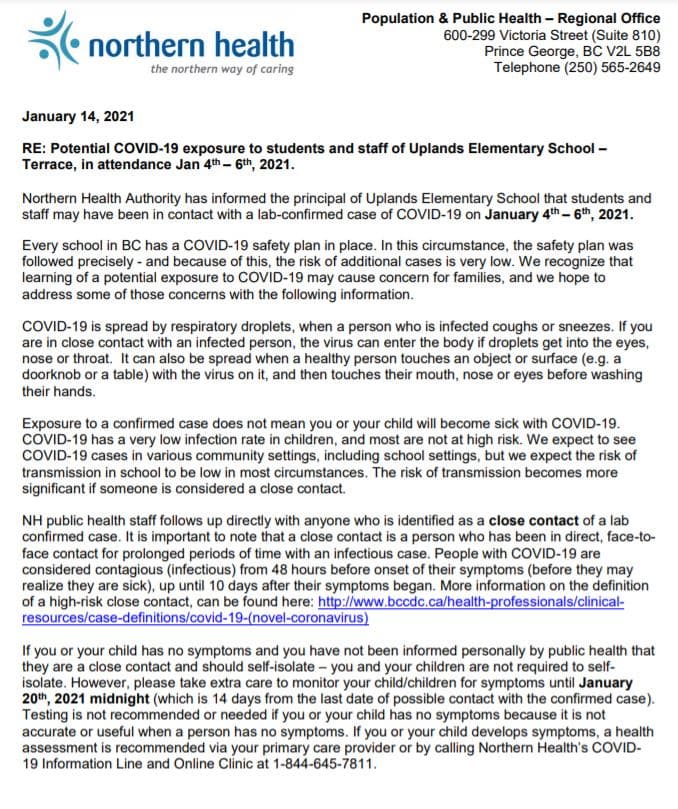 northern health
the northern way of caring
Population & Public Health – Regional Office
600-299 Victoria Street (Suite 810)
Prince George, BC V2L 5B8
Telephone (250) 565-2649
January 14, 2021
RE: Potential COVID-19 exposure to students and staff of Uplands Elementary School –
Terrace, in attendance Jan 4th – 6th, 2021.
Northern Health Authority has informed the principal of Uplands Elementary School that students and
staff may have been in contact with a lab-confirmed case of COVID-19 on January 4th – 6th, 2021.
Every school in BC has a COVID-19 safety plan in place. In this circumstance, the safety plan was
followed precisely - and because of this, the risk of additional cases is very low. We recognize that
learning of a potential exposure to COVID-19 may cause concern for families, and we hope to
address some of those concerns with the following information.
COVID-19 is spread by respiratory droplets, when a person who is infected coughs or sneezes. If you
are in close contact with an infected person, the virus can enter the body if droplets get into the eyes,
nose or throat. It can also be spread when a healthy person touches an object or surface (e.g. a
doorknob or a table) with the virus on it, and then touches their mouth, nose or eyes before washing
their hands.
Exposure to a confirmed case does not mean you or your child will become sick with COVID-19.
COVID-19 has a very low infection rate in children, and most are not at high risk. We expect to see
COVID-19 cases in various community settings, including school settings, but we expect the risk of
transmission in school to be low in most circumstances. The risk of transmission becomes more
significant if someone is considered a close contact.
NH public health staff follows up directly with anyone who is identified as a close contact of a lab
confirmed case. It is important to note that a close contact is a person who has been in direct, face-to-
face contact for prolonged periods of time with an infectious case. People with COVID-19 are
considered contagious (infectious) from 48 hours before onset of their symptoms (before they may
realize they are sick), up until 10 days after their symptoms began. More information on the definition
of a high-risk close contact, can be found here: http://www.bccdc.ca/health-professionals/clinical-
resources/case-definitions/covid-19-(novel-coronavirus)
If you or your child has no symptoms and you have not been informed personally by public health that
they are a close contact and should self-isolate – you and your children are not required to self-
isolate. However, please take extra care to monitor your child/children for symptoms until January
20th, 2021 midnight (which is 14 days from the last date of possible contact with the confirmed case).
Testing is not recommended or needed if you or your child has no symptoms because it is not
accurate or useful when a person has no symptoms. If you or your child develops symptoms, a health
assessment is recommended via your primary care provider or by calling Northern Health's COVID-
19 Information Line and Online Clinic at 1-844-645-7811.